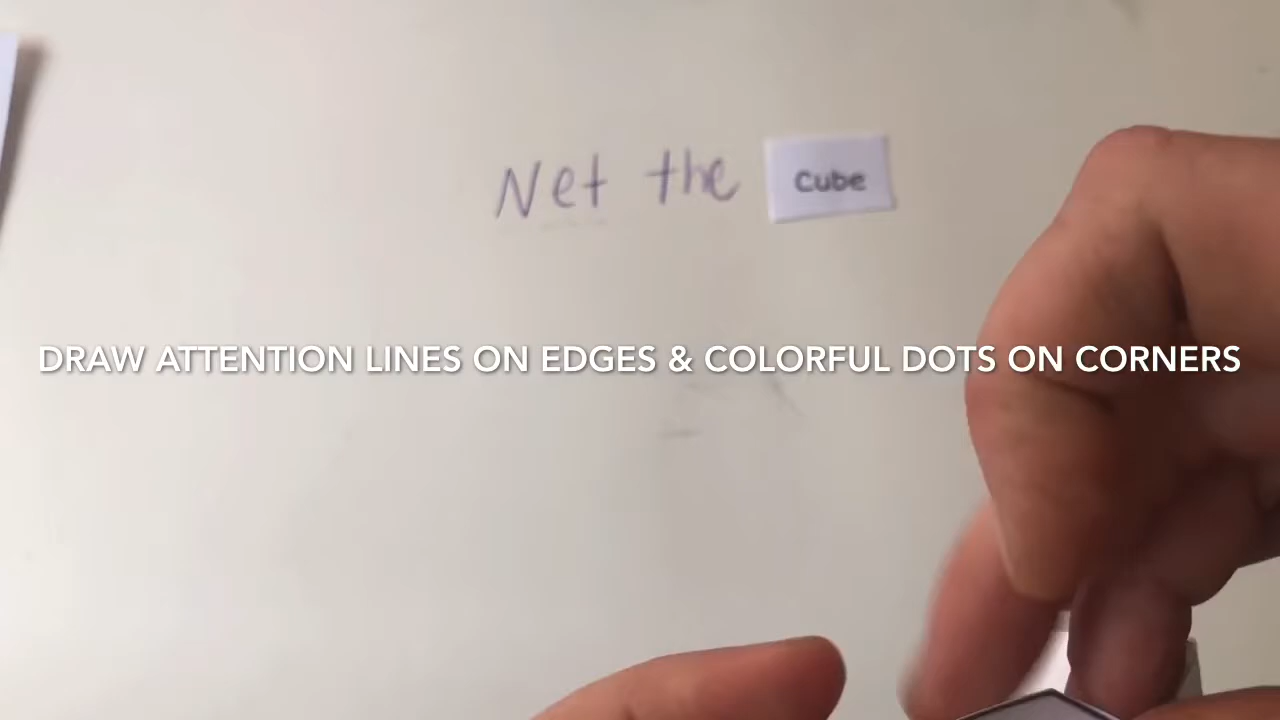 Net the Cube
DRAW ATTENTION LINES ON EDGES & COLORFUL DOTS ON CORNERS